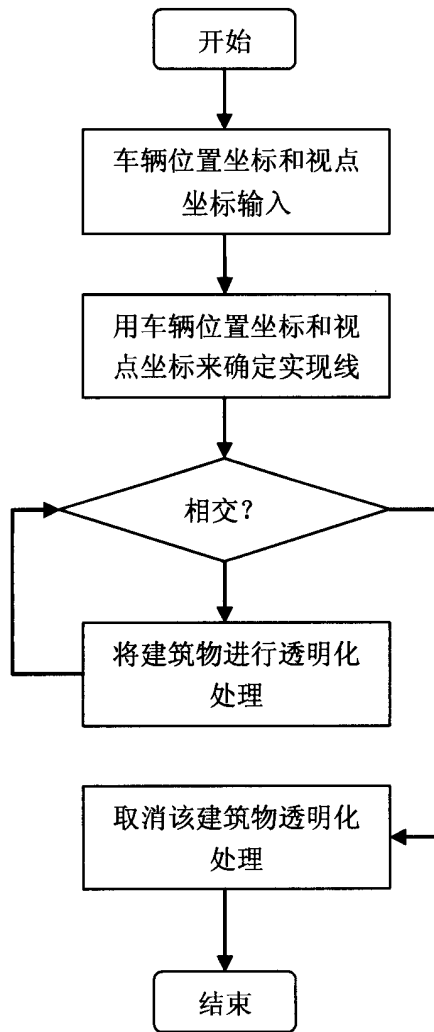 开始
车辆位置坐标和视点
坐标输入
用车辆位置坐标和视
点坐标来确定实现线
相交？
将建筑物进行透明化
处理
取消该建筑物透明化
处理
结束